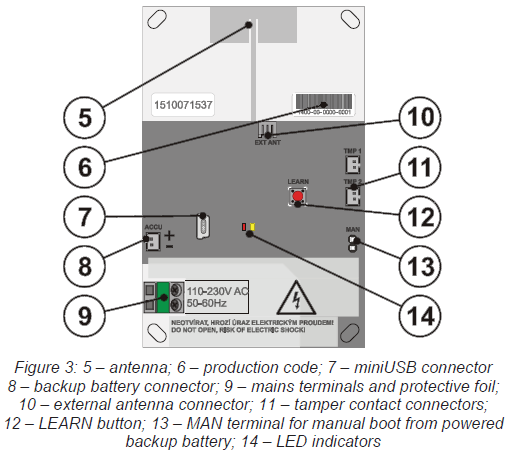 5
1510071537
7400-00-0000-0001
10
EXT ANT
6
TMP 1
11
TMP 2
LEARN
7
12
ACCU
+
-
MAN
8
13
9
110-230V AC
50-60Hz
14
NEOTVÍRAT, HROZÍ ÚRAZ ELEKTRICKÝM PROUDEM!
DO NOT OPEN, RISK OF ELECTRIC SHOCK!
Figure 3: 5 – antenna; 6 – production code; 7 – miniUSB connector
8 – backup battery connector; 9 – mains terminals and protective foil;
10 – external antenna connector; 11 – tamper contact connectors;
12 – LEARN button; 13 – MAN terminal for manual boot from powered
backup battery; 14 – LED indicators